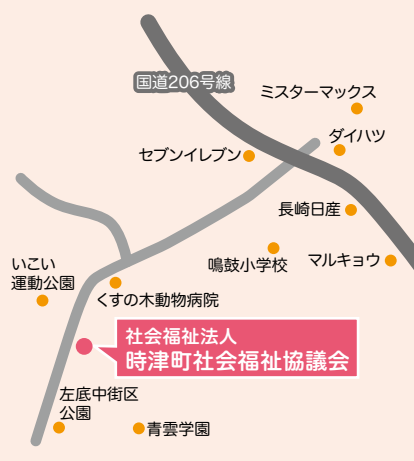 国道206号線
ミスターマックス
ダイハツ
セブンイレブン
長崎日産
鳴鼓小学校
マルキョウ
いこい
運動公園
くすの木動物病院
社会福祉法人
時津町社会福祉協議会
左底中街区
公園
青雲学園